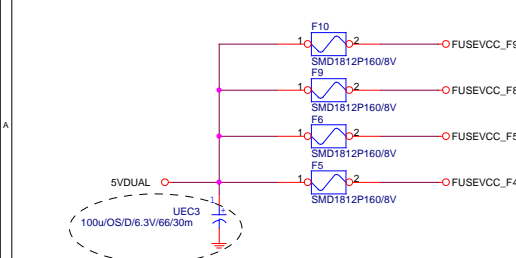 F10
1 2 FUSEVCC_F9
SMD1812P160/8V
F9
1 2 FUSEVCC_F8
SMD1812P160/8V
F6
A
1 2 FUSEVCC_F5
SMD1812P160/8V
F5
5VDUAL 1 2 FUSEVCC_F4
SMD1812P160/8V
1
UEC3 +
100u/OS/D/6.3V/66/30m